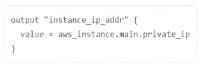 output "instance_ip_addr" {
  value = aws_instance.main.private_ip
}